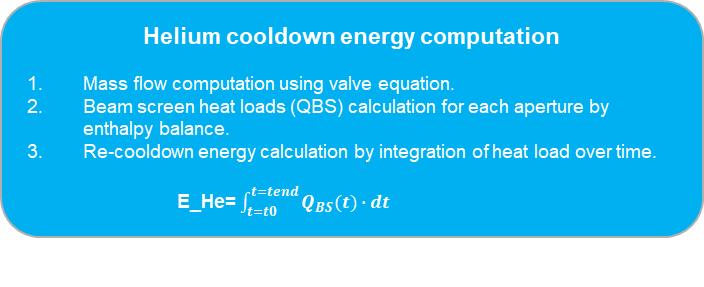 Helium cooldown energy computation
1. Mass flow computation using valve equation.
2. Beam screen heat loads (QBS) calculation for each aperture by
enthalpy balance.
3. Re-cooldown energy calculation by integration of heat load over time.
E_He= ∫_{t=t0}^{t=tend} Q_{BS}(t) · dt